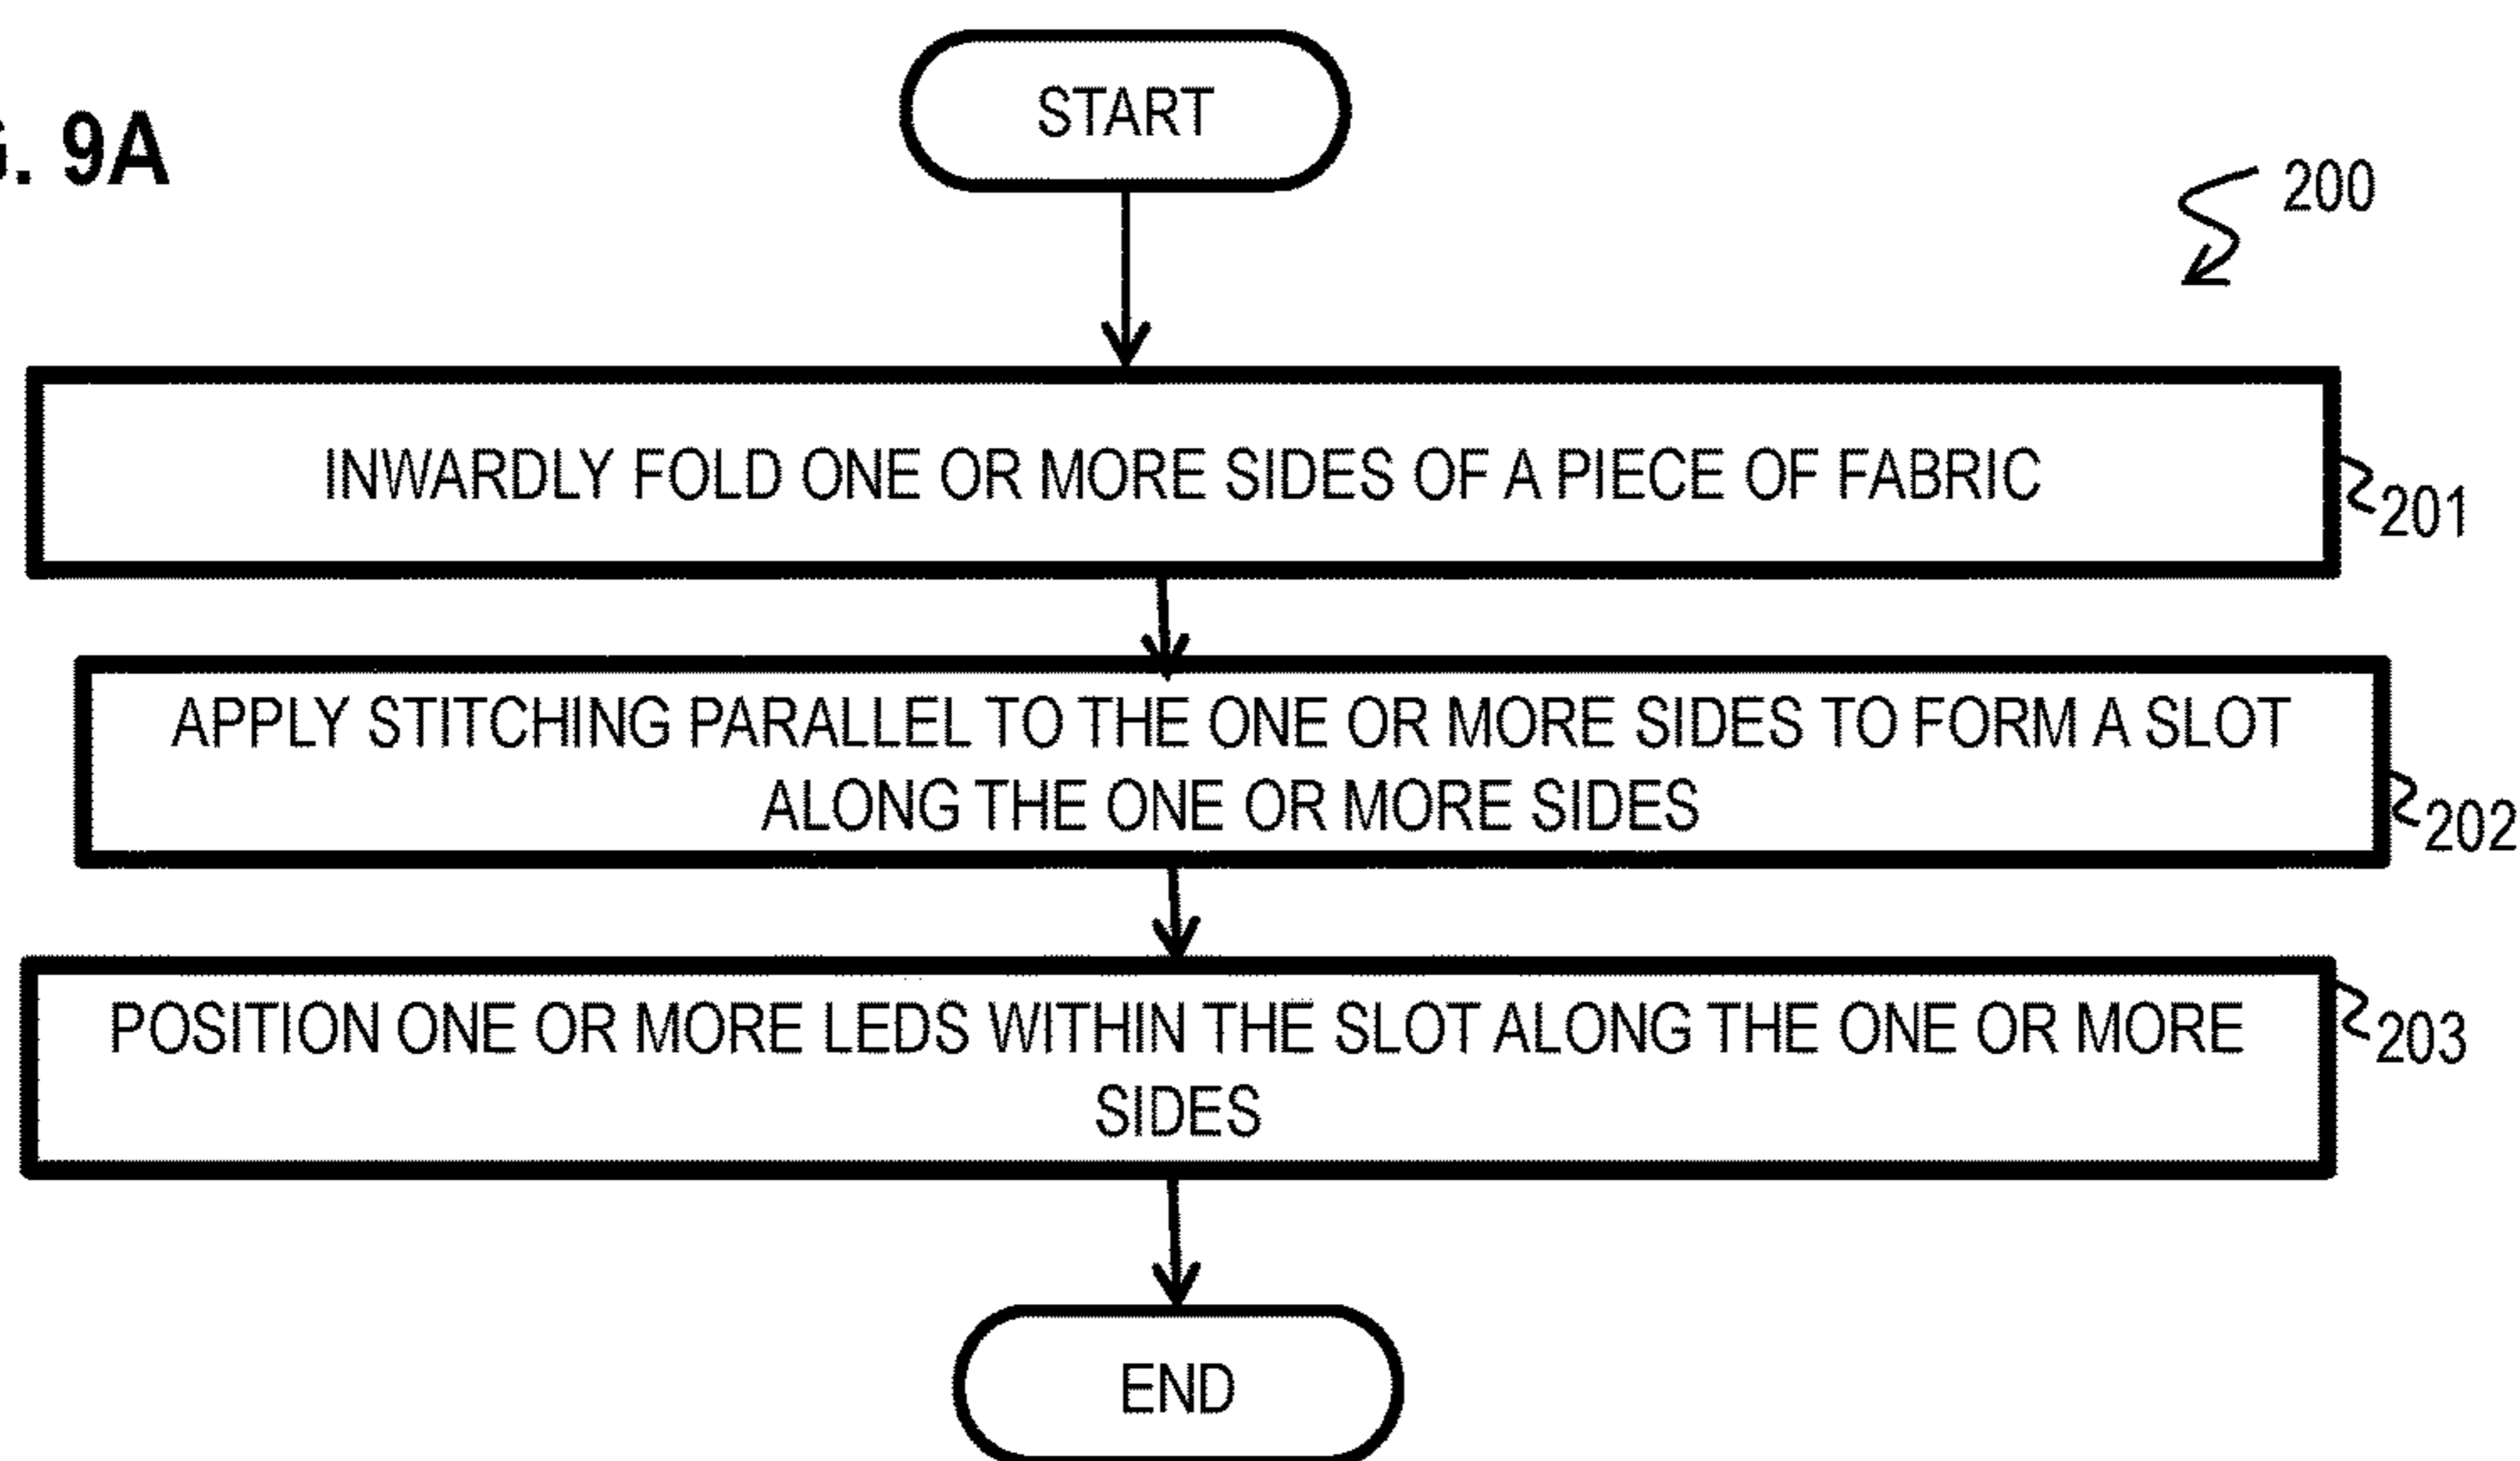 G. 9A
START
200
INWARDLY FOLD ONE OR MORE SIDES OF A PIECE OF FABRIC
201
APPLY STITCHING PARALLEL TO THE ONE OR MORE SIDES TO FORM A SLOT
ALONG THE ONE OR MORE SIDES
202
POSITION ONE OR MORE LEDS WITHIN THE SLOT ALONG THE ONE OR MORE
SIDES
203
END